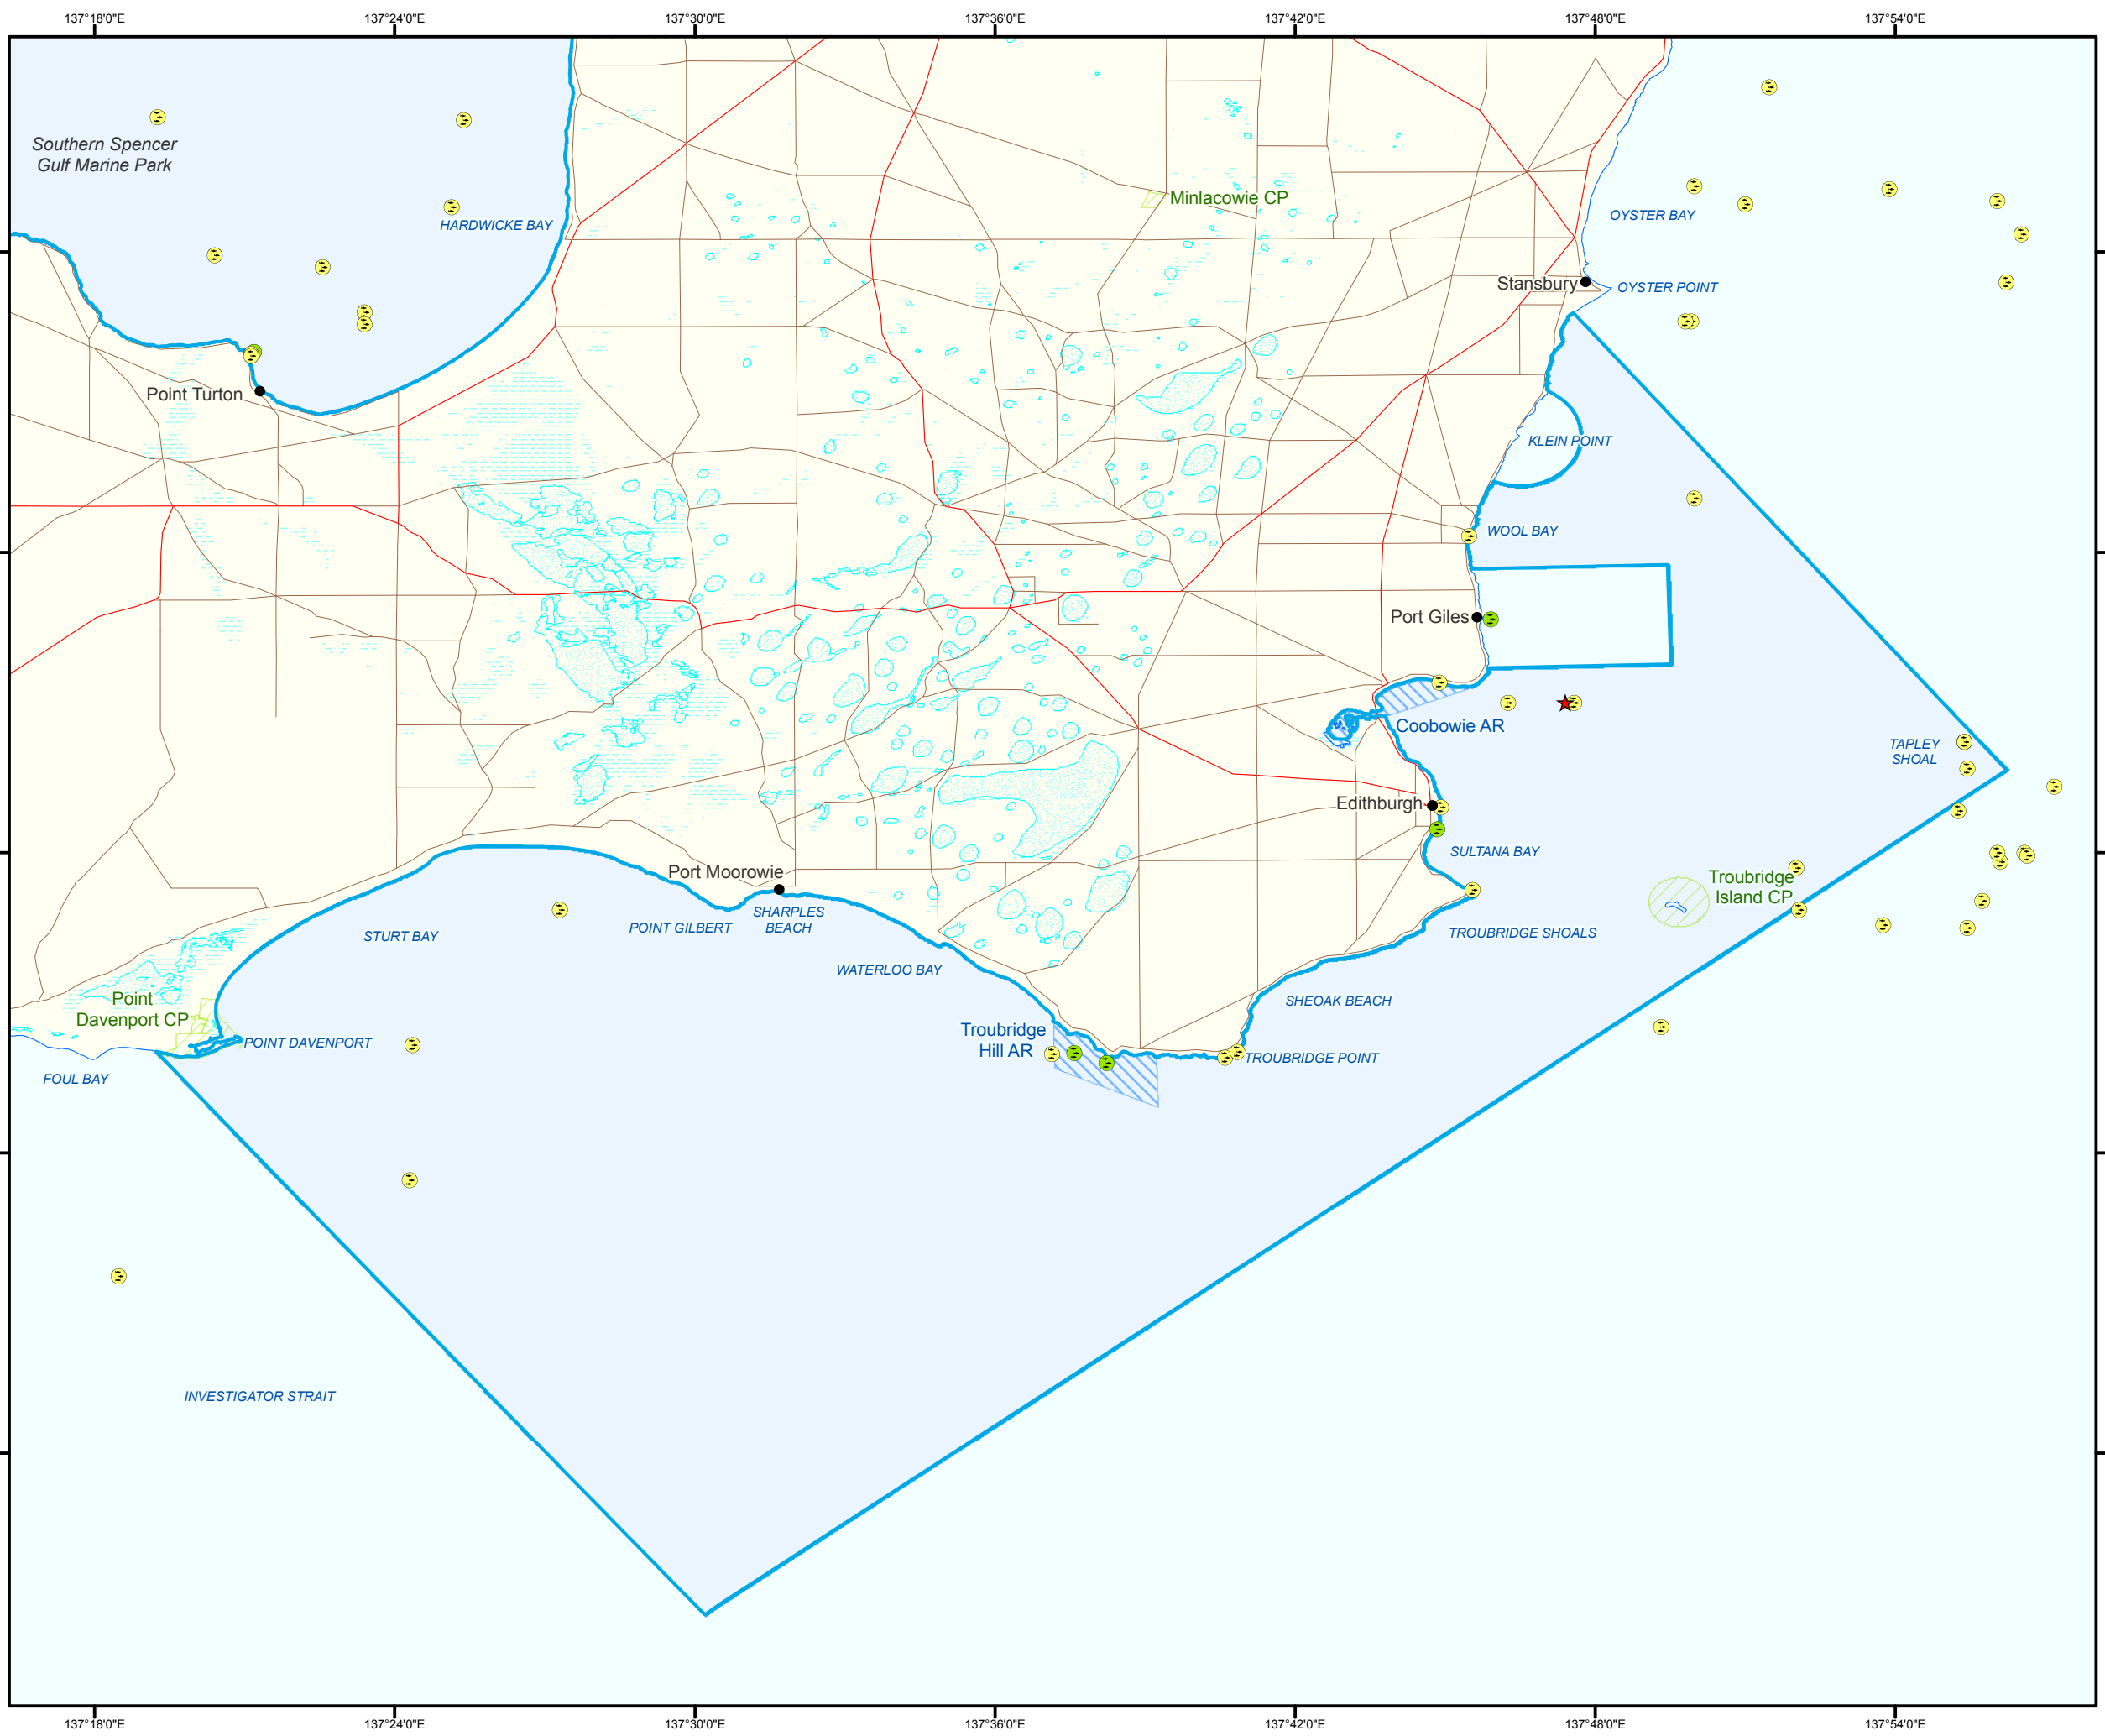 137°18'0"E
137°24'0"E
137°30'0"E
137°36'0"E
137°42'0"E
137°48'0"E
137°54'0"E
Southern Spencer
Gulf Marine Park
HARDWICKE BAY
Minlacowie CP
OYSTER BAY
Stansbury
OYSTER POINT
Point Turton
KLEIN POINT
WOOL BAY
Port Giles
Coobowie AR
TAPLEY
SHOAL
Edithburgh
SULTANA BAY
Port Moorowie
Troubridge
Island CP
SHARPLES
BEACH
POINT GILBERT
STURT BAY
TROUBRIDGE SHOALS
WATERLOO BAY
Point
Davenport CP
SHEOAK BEACH
Troubridge
Hill AR
POINT DAVENPORT
TROUBRIDGE POINT
FOUL BAY
INVESTIGATOR STRAIT
137°18'0"E
137°24'0"E
137°30'0"E
137°36'0"E
137°42'0"E
137°48'0"E
137°54'0"E